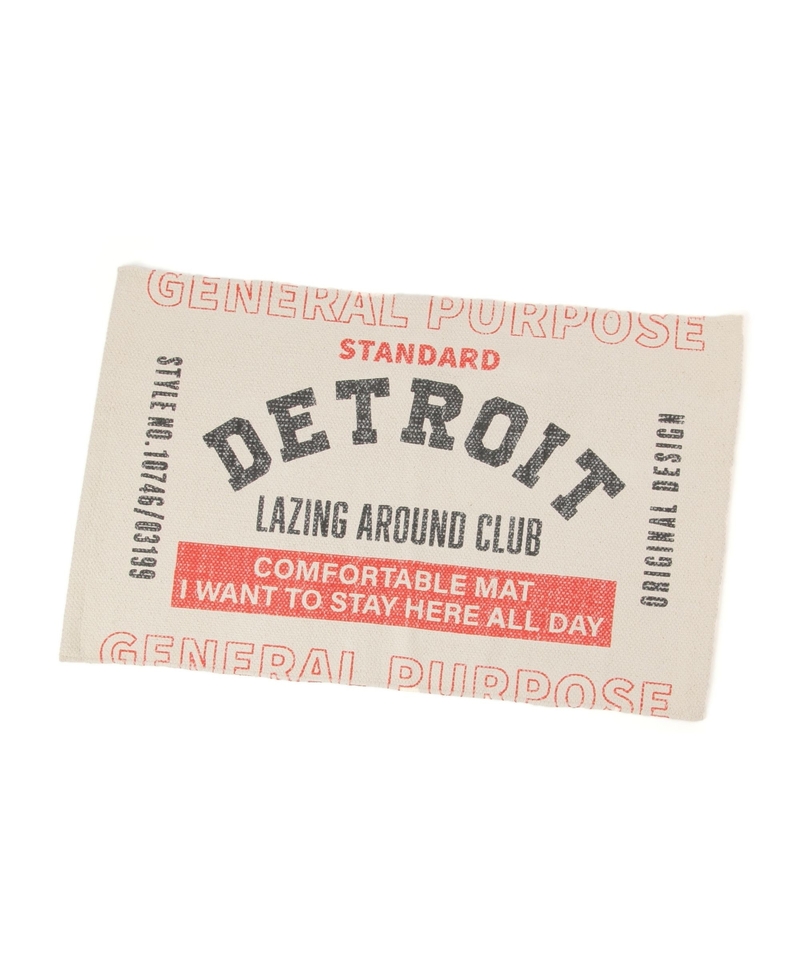 GENERAL PURPOSE
STANDARD
DETROIT
LAZING AROUND CLUB
COMFORTABLE MAT
I WANT TO STAY HERE ALL DAY
GENERAL PURPOSE
STYLE NO. 10746/03199
ORIGINAL DESIGN